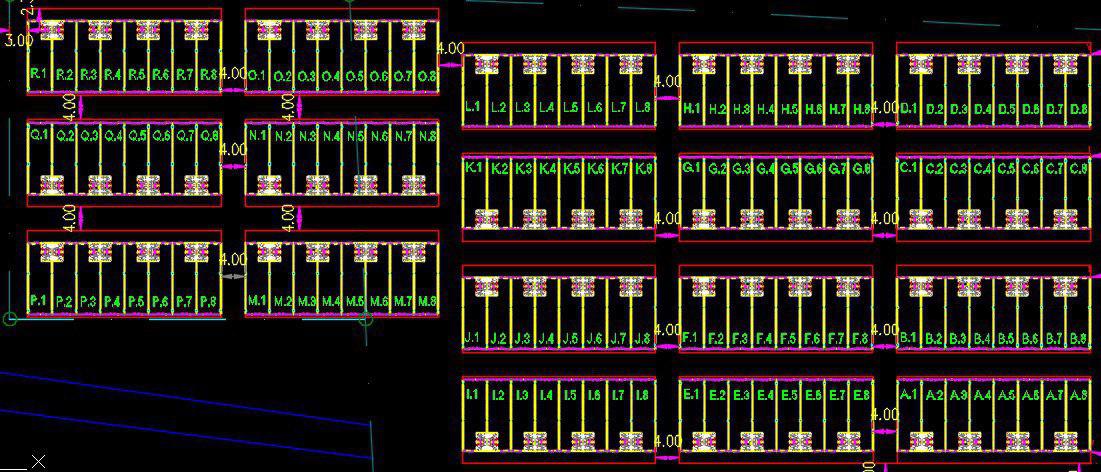 3.00
R.1 R.2 R.3 R.4 R.5 R.6 R.7 R.8
4.00
O.1 O.2 O.3 O.4 O.5 O.6 O.7 O.8
4.00
4.00
4.00
Q.1 Q.2 Q.3 Q.4 Q.5 Q.6 Q.7 Q.8
4.00
N.1 N.2 N.3 N.4 N.5 N.6 N.7 N.8
4.00
4.00
P.1 P.2 P.3 P.4 P.5 P.6 P.7 P.8
4.00
M.1 M.2 M.3 M.4 M.5 M.6 M.7 M.8
L.1 L.2 L.3 L.4 L.5 L.6 L.7 L.8
4.00
H.1 H.2 H.3 H.4 H.5 H.6 H.7 H.8
4.00
D.1 D.2 D.3 D.4 D.5 D.6 D.7 D.8
K.1 K.2 K.3 K.4 K.5 K.6 K.7 K.8
4.00
G.1 G.2 G.3 G.4 G.5 G.6 G.7 G.8
4.00
C.1 C.2 C.3 C.4 C.5 C.6 C.7 C.8
J.1 J.2 J.3 J.4 J.5 J.6 J.7 J.8
4.00
F.1 F.2 F.3 F.4 F.5 F.6 F.7 F.8
4.00
B.1 B.2 B.3 B.4 B.5 B.6 B.7 B.8
I.1 I.2 I.3 I.4 I.5 I.6 I.7 I.8
4.00
E.1 E.2 E.3 E.4 E.5 E.6 E.7 E.8
4.00
A.1 A.2 A.3 A.4 A.5 A.6 A.7 A.8
X